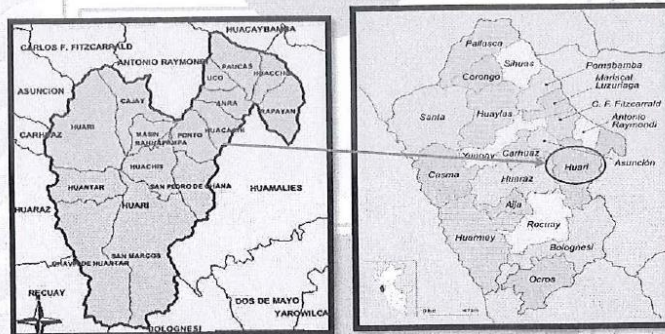 HUACAYBAMBA
CARLOS F. FITZCARRALD
ANTONIO RAYMONDI
PAUCAS
UCO
HUACCHIS
ASUNCION
CAJAY
ANRA
RAPAYAN
HUARI
MASIN
PONTO
HUACACHI
RAHUAPAMPA
CARHUAZ
HUACHIS
HUANTAR
SAN PEDRO DE CHANA
HUAMALIES
HUARI
HUARAZ
SAN MARCOS
CHAVIN DE HUANTAR
RECUAY
DOS DE MAYO
YAROWILCA
BOLOGNESI
Pallasca
Sihuas
Pomabamba
Corongo
Mariscal
Luzuriaga
Santa
Huaylas
C. F. Fitzcarrald
Antonio
Raymondi
Yungay
Carhuaz
Asunción
Huari
Casma
Huaraz
Aija
Recuay
Huarmey
Bolognesi
Ocros